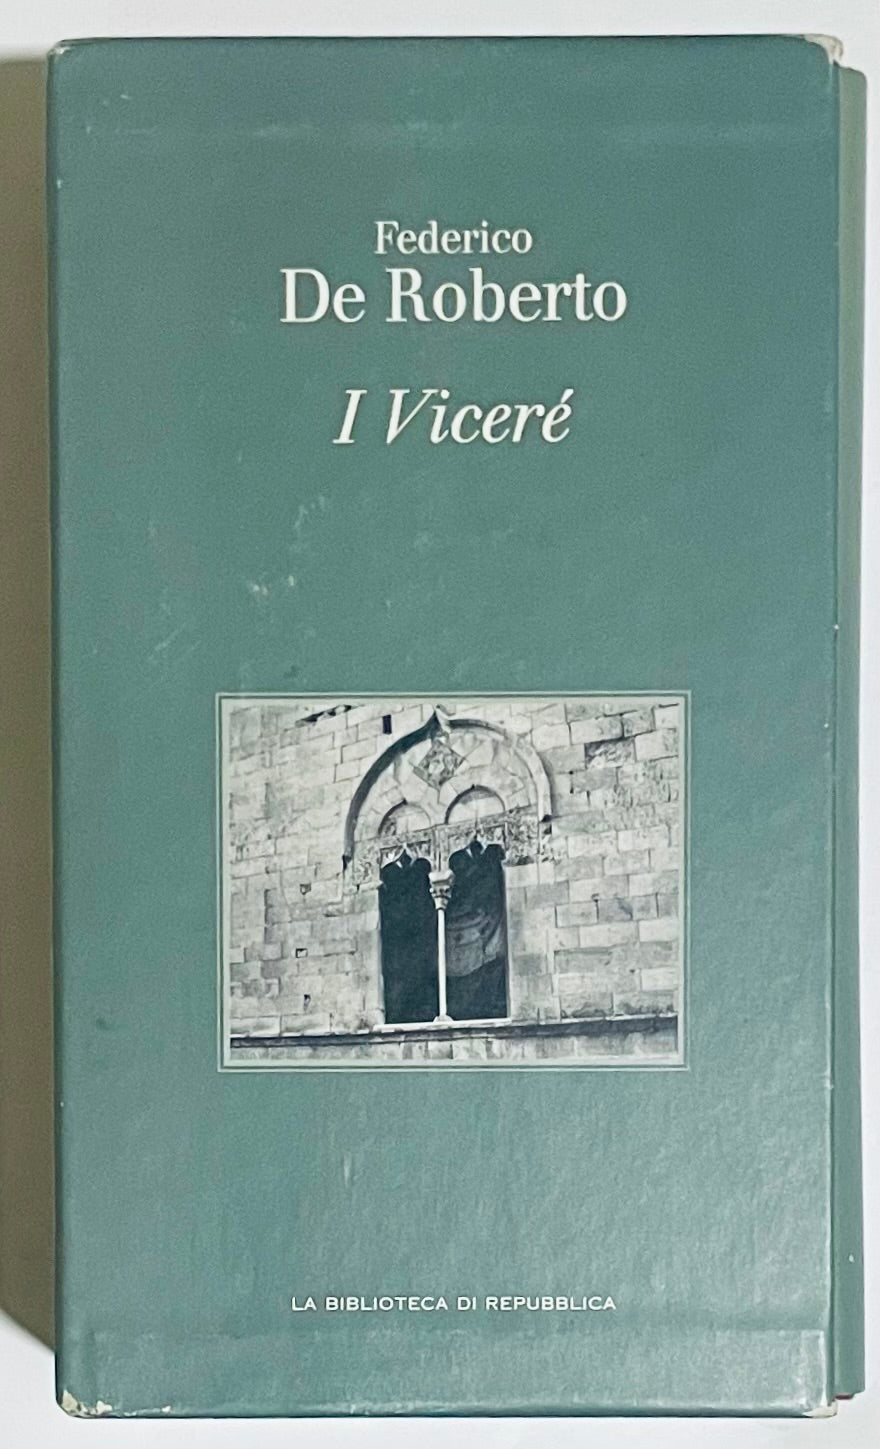 Federico
De Roberto
I Viceré
LA BIBLIOTECA DI REPUBBLICA